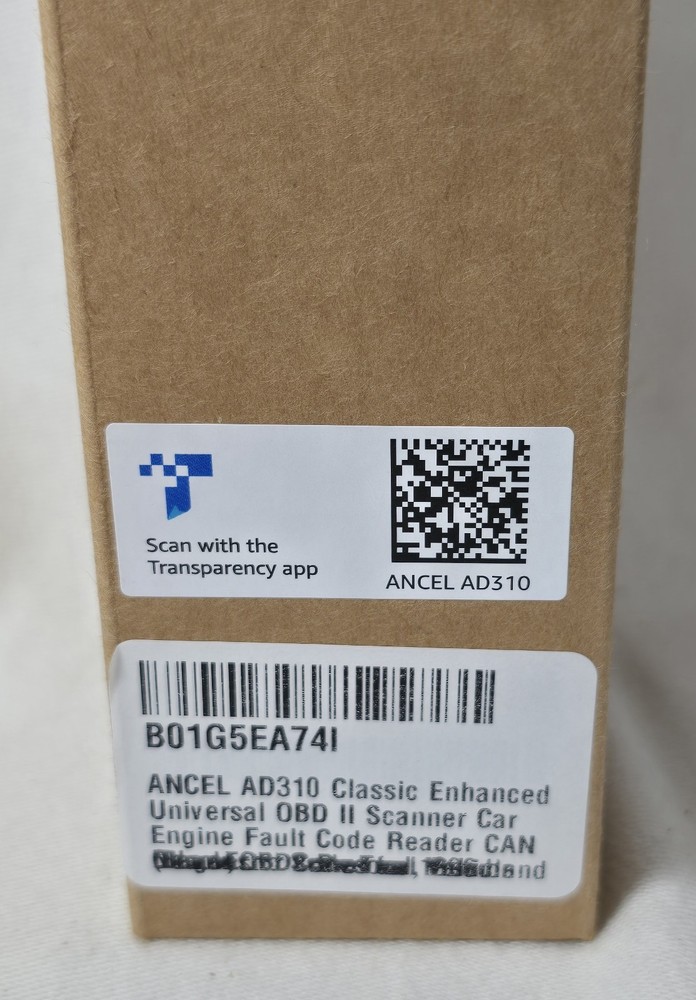 Scan with the
Transparency app
ANCEL AD310
B01G5EA74I
ANCEL AD310 Classic Enhanced
Universal OBD II Scanner Car
Engine Fault Code Reader CAN